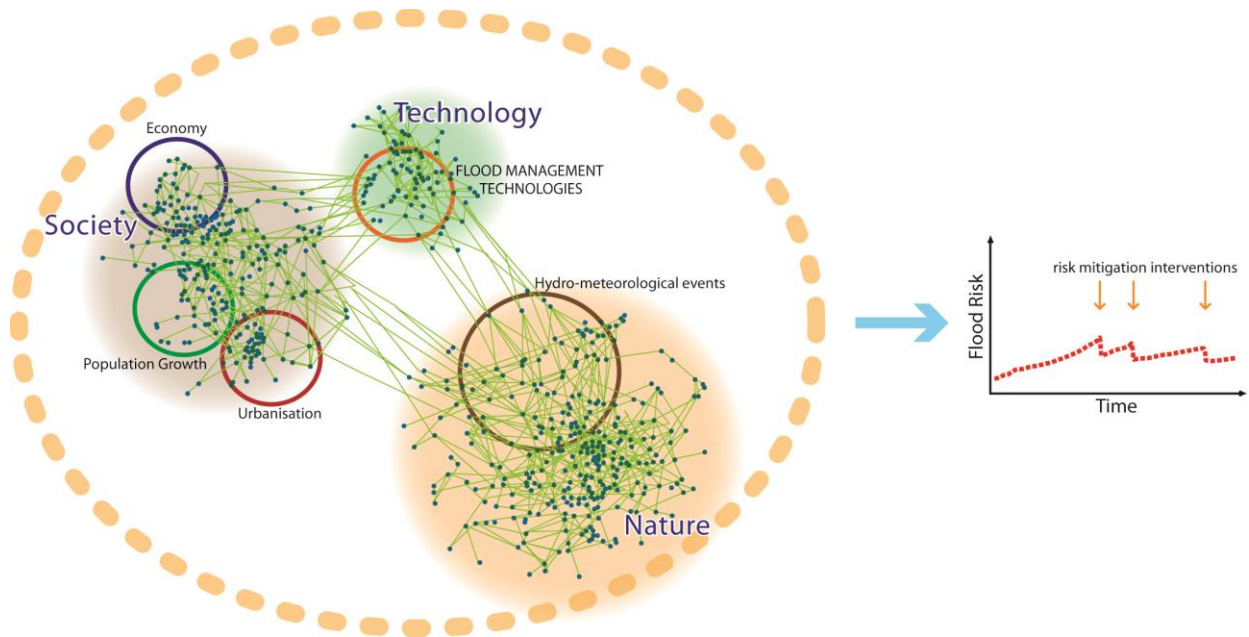 Technology
Economy
FLOOD MANAGEMENT
TECHNOLOGIES
Society
Hydro-meteorological events
Population Growth
Urbanisation
Nature
risk mitigation interventions
Flood Risk
Time